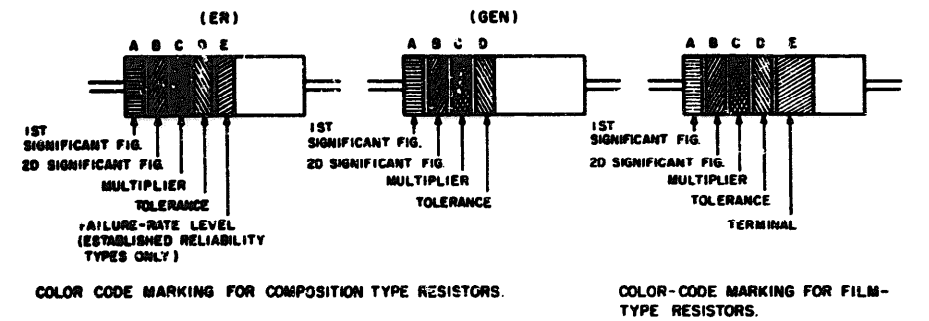 (ER)
A B C D E
1ST
SIGNIFICANT FIG.
2D SIGNIFICANT FIG.
MULTIPLIER
TOLERANCE
FAILURE-RATE LEVEL
(ESTABLISHED RELIABILITY
TYPES ONLY)
(GEN)
A B C D
1ST
SIGNIFICANT FIG.
2D SIGNIFICANT FIG.
MULTIPLIER
TOLERANCE
COLOR CODE MARKING FOR COMPOSITION TYPE RESISTORS.
A B C D E
1ST
SIGNIFICANT FIG.
2D SIGNIFICANT FIG.
MULTIPLIER
TOLERANCE
TERMINAL
COLOR-CODE MARKING FOR FILM-
TYPE RESISTORS.